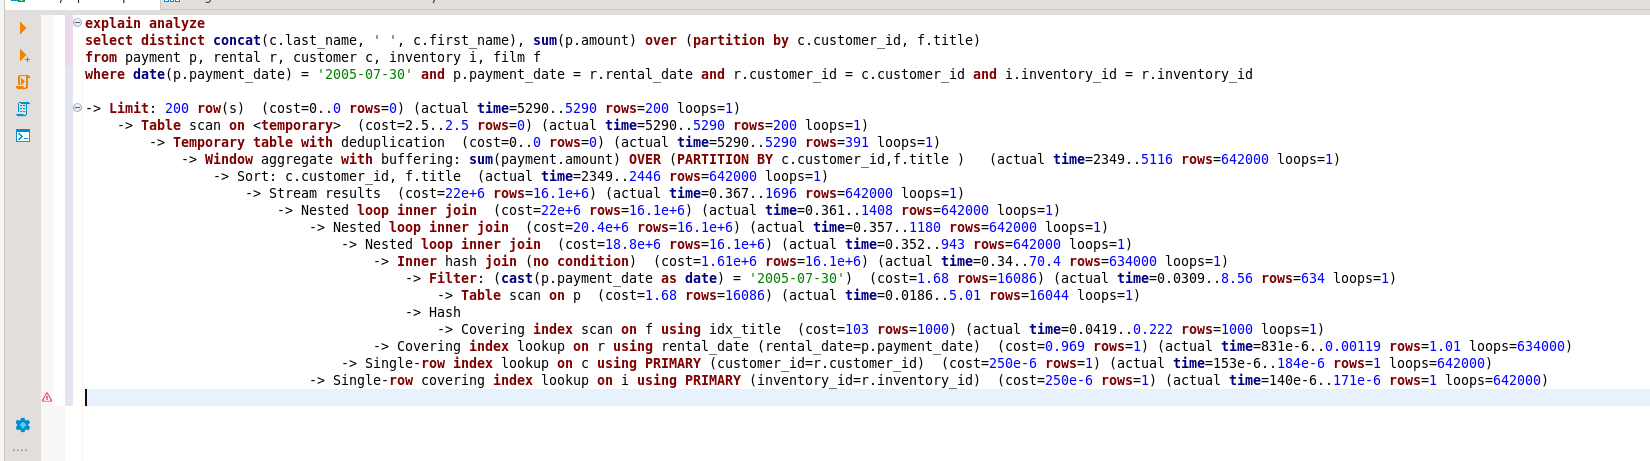 explain analyze
select distinct concat(c.last_name, ' ', c.first_name), sum(p.amount) over (partition by c.customer_id, f.title)
from payment p, rental r, customer c, inventory i, film f
where date(p.payment_date) = '2005-07-30' and p.payment_date = r.rental_date and r.customer_id = c.customer_id and i.inventory_id = r.inventory_id
-> Limit: 200 row(s)  (cost=0..0 rows=0) (actual time=5290..5290 rows=200 loops=1)
-> Table scan on <temporary>  (cost=2.5..2.5 rows=0) (actual time=5290..5290 rows=200 loops=1)
-> Temporary table with deduplication  (cost=0..0 rows=0) (actual time=5290..5290 rows=391 loops=1)
-> Window aggregate with buffering: sum(payment.amount) OVER (PARTITION BY c.customer_id,f.title )   (actual time=2349..5116 rows=642000 loops=1)
-> Sort: c.customer_id, f.title  (actual time=2349..2446 rows=642000 loops=1)
-> Stream results  (cost=22e+6 rows=16.1e+6) (actual time=0.367..1696 rows=642000 loops=1)
-> Nested loop inner join  (cost=22e+6 rows=16.1e+6) (actual time=0.361..1408 rows=642000 loops=1)
-> Nested loop inner join  (cost=20.4e+6 rows=16.1e+6) (actual time=0.357..1180 rows=642000 loops=1)
-> Nested loop inner join  (cost=18.8e+6 rows=16.1e+6) (actual time=0.352..943 rows=642000 loops=1)
-> Inner hash join (no condition)  (cost=1.61e+6 rows=16.1e+6) (actual time=0.34..70.4 rows=634000 loops=1)
-> Filter: (cast(p.payment_date as date) = '2005-07-30')  (cost=1.68 rows=16086) (actual time=0.0309..8.56 rows=634 loops=1)
-> Table scan on p  (cost=1.68 rows=16086) (actual time=0.0186..5.01 rows=16044 loops=1)
-> Hash
-> Covering index scan on f using idx_title  (cost=103 rows=1000) (actual time=0.0419..0.222 rows=1000 loops=1)
-> Covering index lookup on r using rental_date (rental_date=p.payment_date)  (cost=0.969 rows=1) (actual time=831e-6..0.00119 rows=1.01 loops=634000)
-> Single-row index lookup on c using PRIMARY (customer_id=r.customer_id)  (cost=250e-6 rows=1) (actual time=153e-6..184e-6 rows=1 loops=642000)
-> Single-row covering index lookup on i using PRIMARY (inventory_id=r.inventory_id)  (cost=250e-6 rows=1) (actual time=140e-6..171e-6 rows=1 loops=642000)